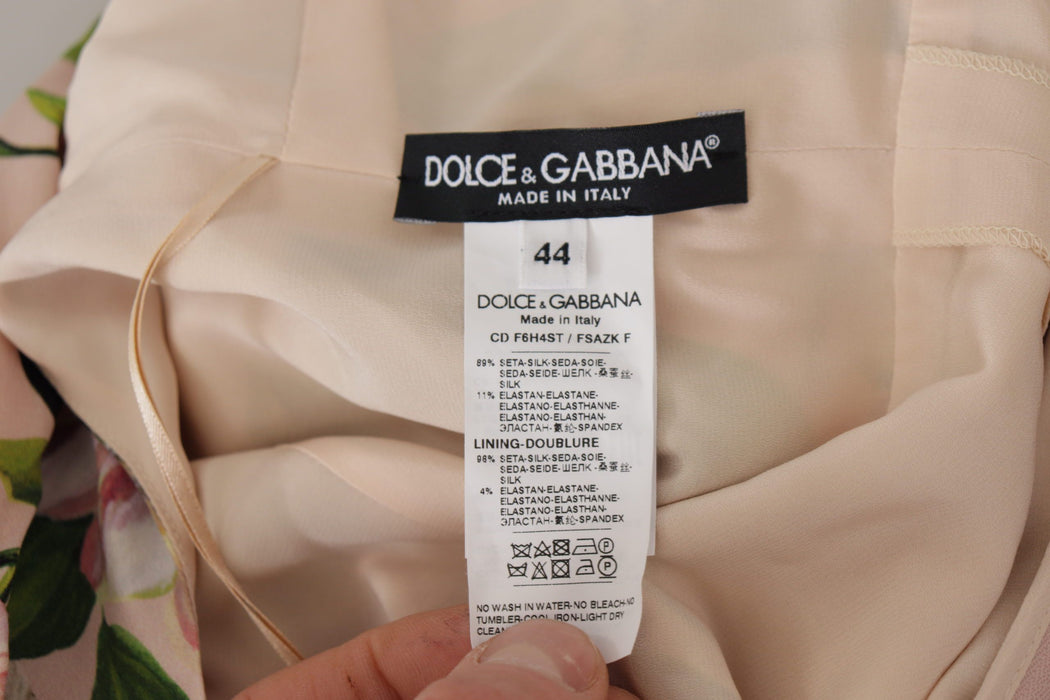 DOLCE & GABBANA®
MADE IN ITALY
44
DOLCE & GABBANA
Made in Italy
CD F6H4ST / FSAZK F
89% SETA-SILK-SEDA-SOIE-
SEDA-SEIDE-ШЕЛК-桑蚕丝-
SILK
11% ELASTAN-ELASTANE-
ELASTANO-ELASTHANNE-
ELASTANO-ELASTHAN-
ЭЛАСТАН-氨纶-SPANDEX
LINING-DOUBLURE
96% SETA-SILK-SEDA-SOIE-
SEDA-SEIDE-ШЕЛК-桑蚕丝-
SILK
4% ELASTAN-ELASTANE-
ELASTANO-ELASTHANNE-
ELASTANO-ELASTHAN-
ЭЛАСТАН-氨纶-SPANDEX
P
P
NO WASH IN WATER-NO BLEACH-NO
TUMBLER-COOL IRON-LIGHT DRY